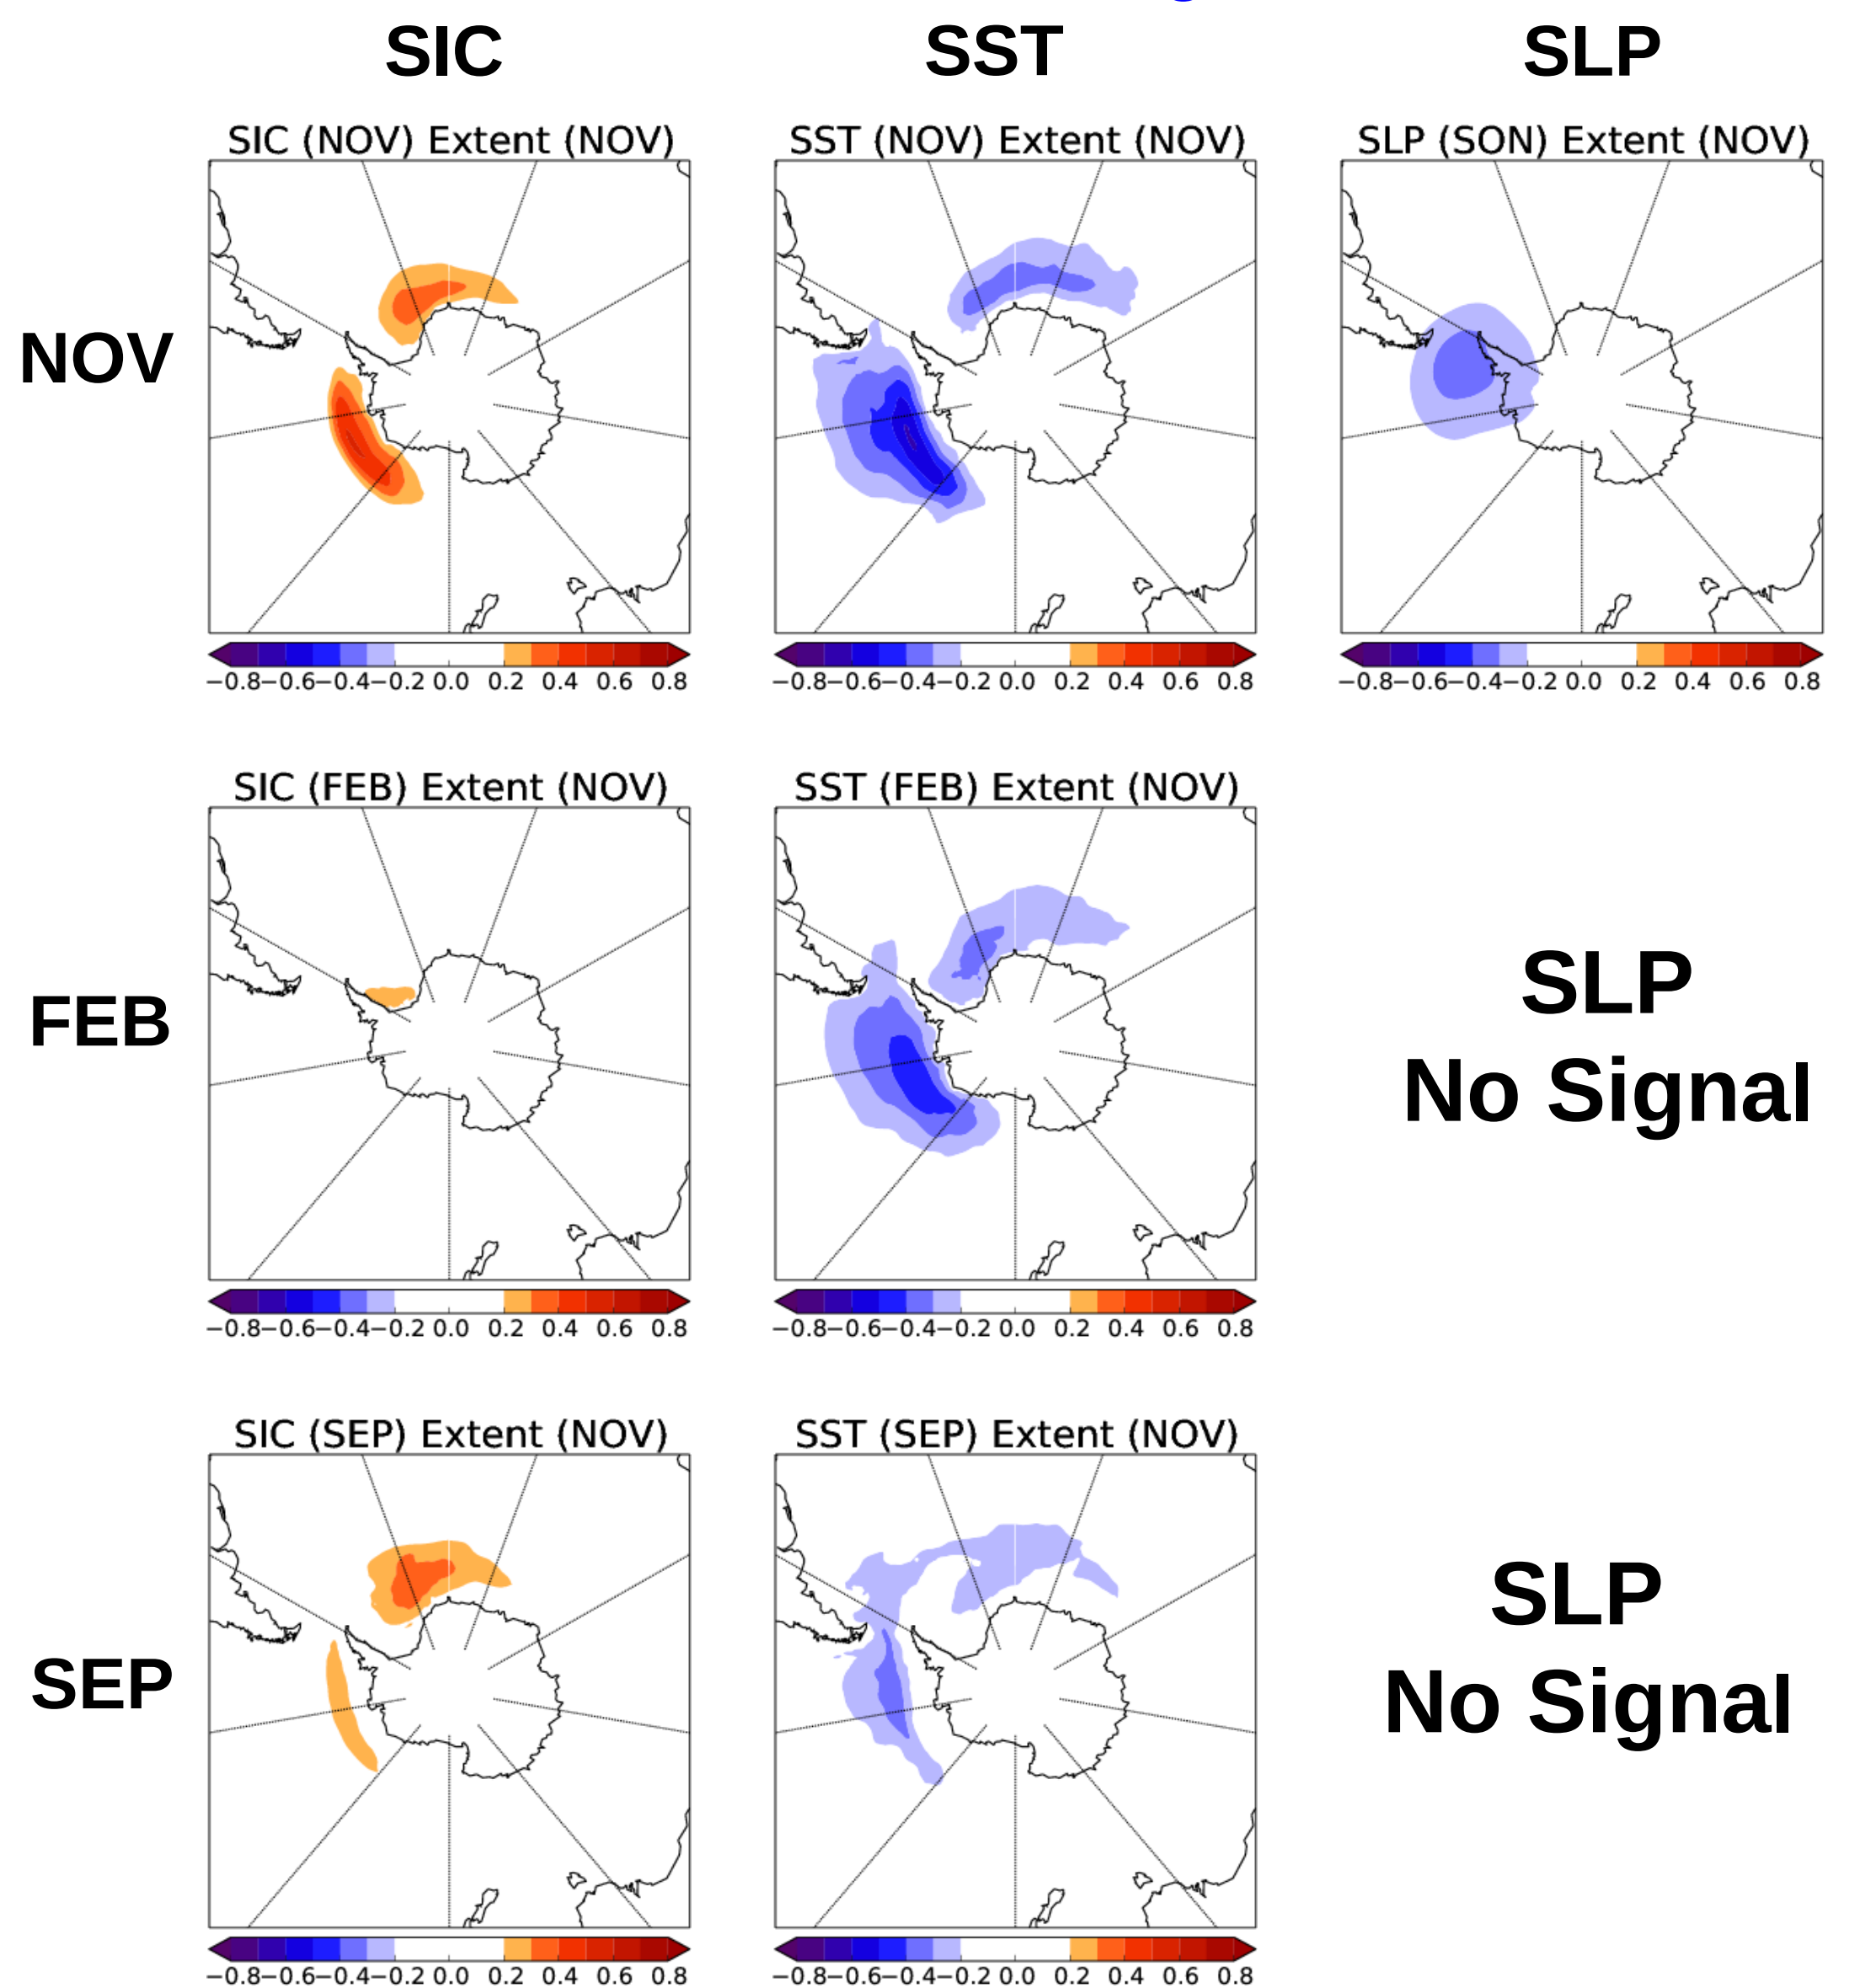 SIC SST SLP
SIC (NOV) Extent (NOV) SST (NOV) Extent (NOV) SLP (SON) Extent (NOV)
NOV
−0.8−0.6−0.4−0.2 0.0 0.2 0.4 0.6 0.8 −0.8−0.6−0.4−0.2 0.0 0.2 0.4 0.6 0.8 −0.8−0.6−0.4−0.2 0.0 0.2 0.4 0.6 0.8
SIC (FEB) Extent (NOV) SST (FEB) Extent (NOV)
FEB
SLP
No Signal
−0.8−0.6−0.4−0.2 0.0 0.2 0.4 0.6 0.8 −0.8−0.6−0.4−0.2 0.0 0.2 0.4 0.6 0.8
SIC (SEP) Extent (NOV) SST (SEP) Extent (NOV)
SEP
SLP
No Signal
−0.8−0.6−0.4−0.2 0.0 0.2 0.4 0.6 0.8 −0.8−0.6−0.4−0.2 0.0 0.2 0.4 0.6 0.8